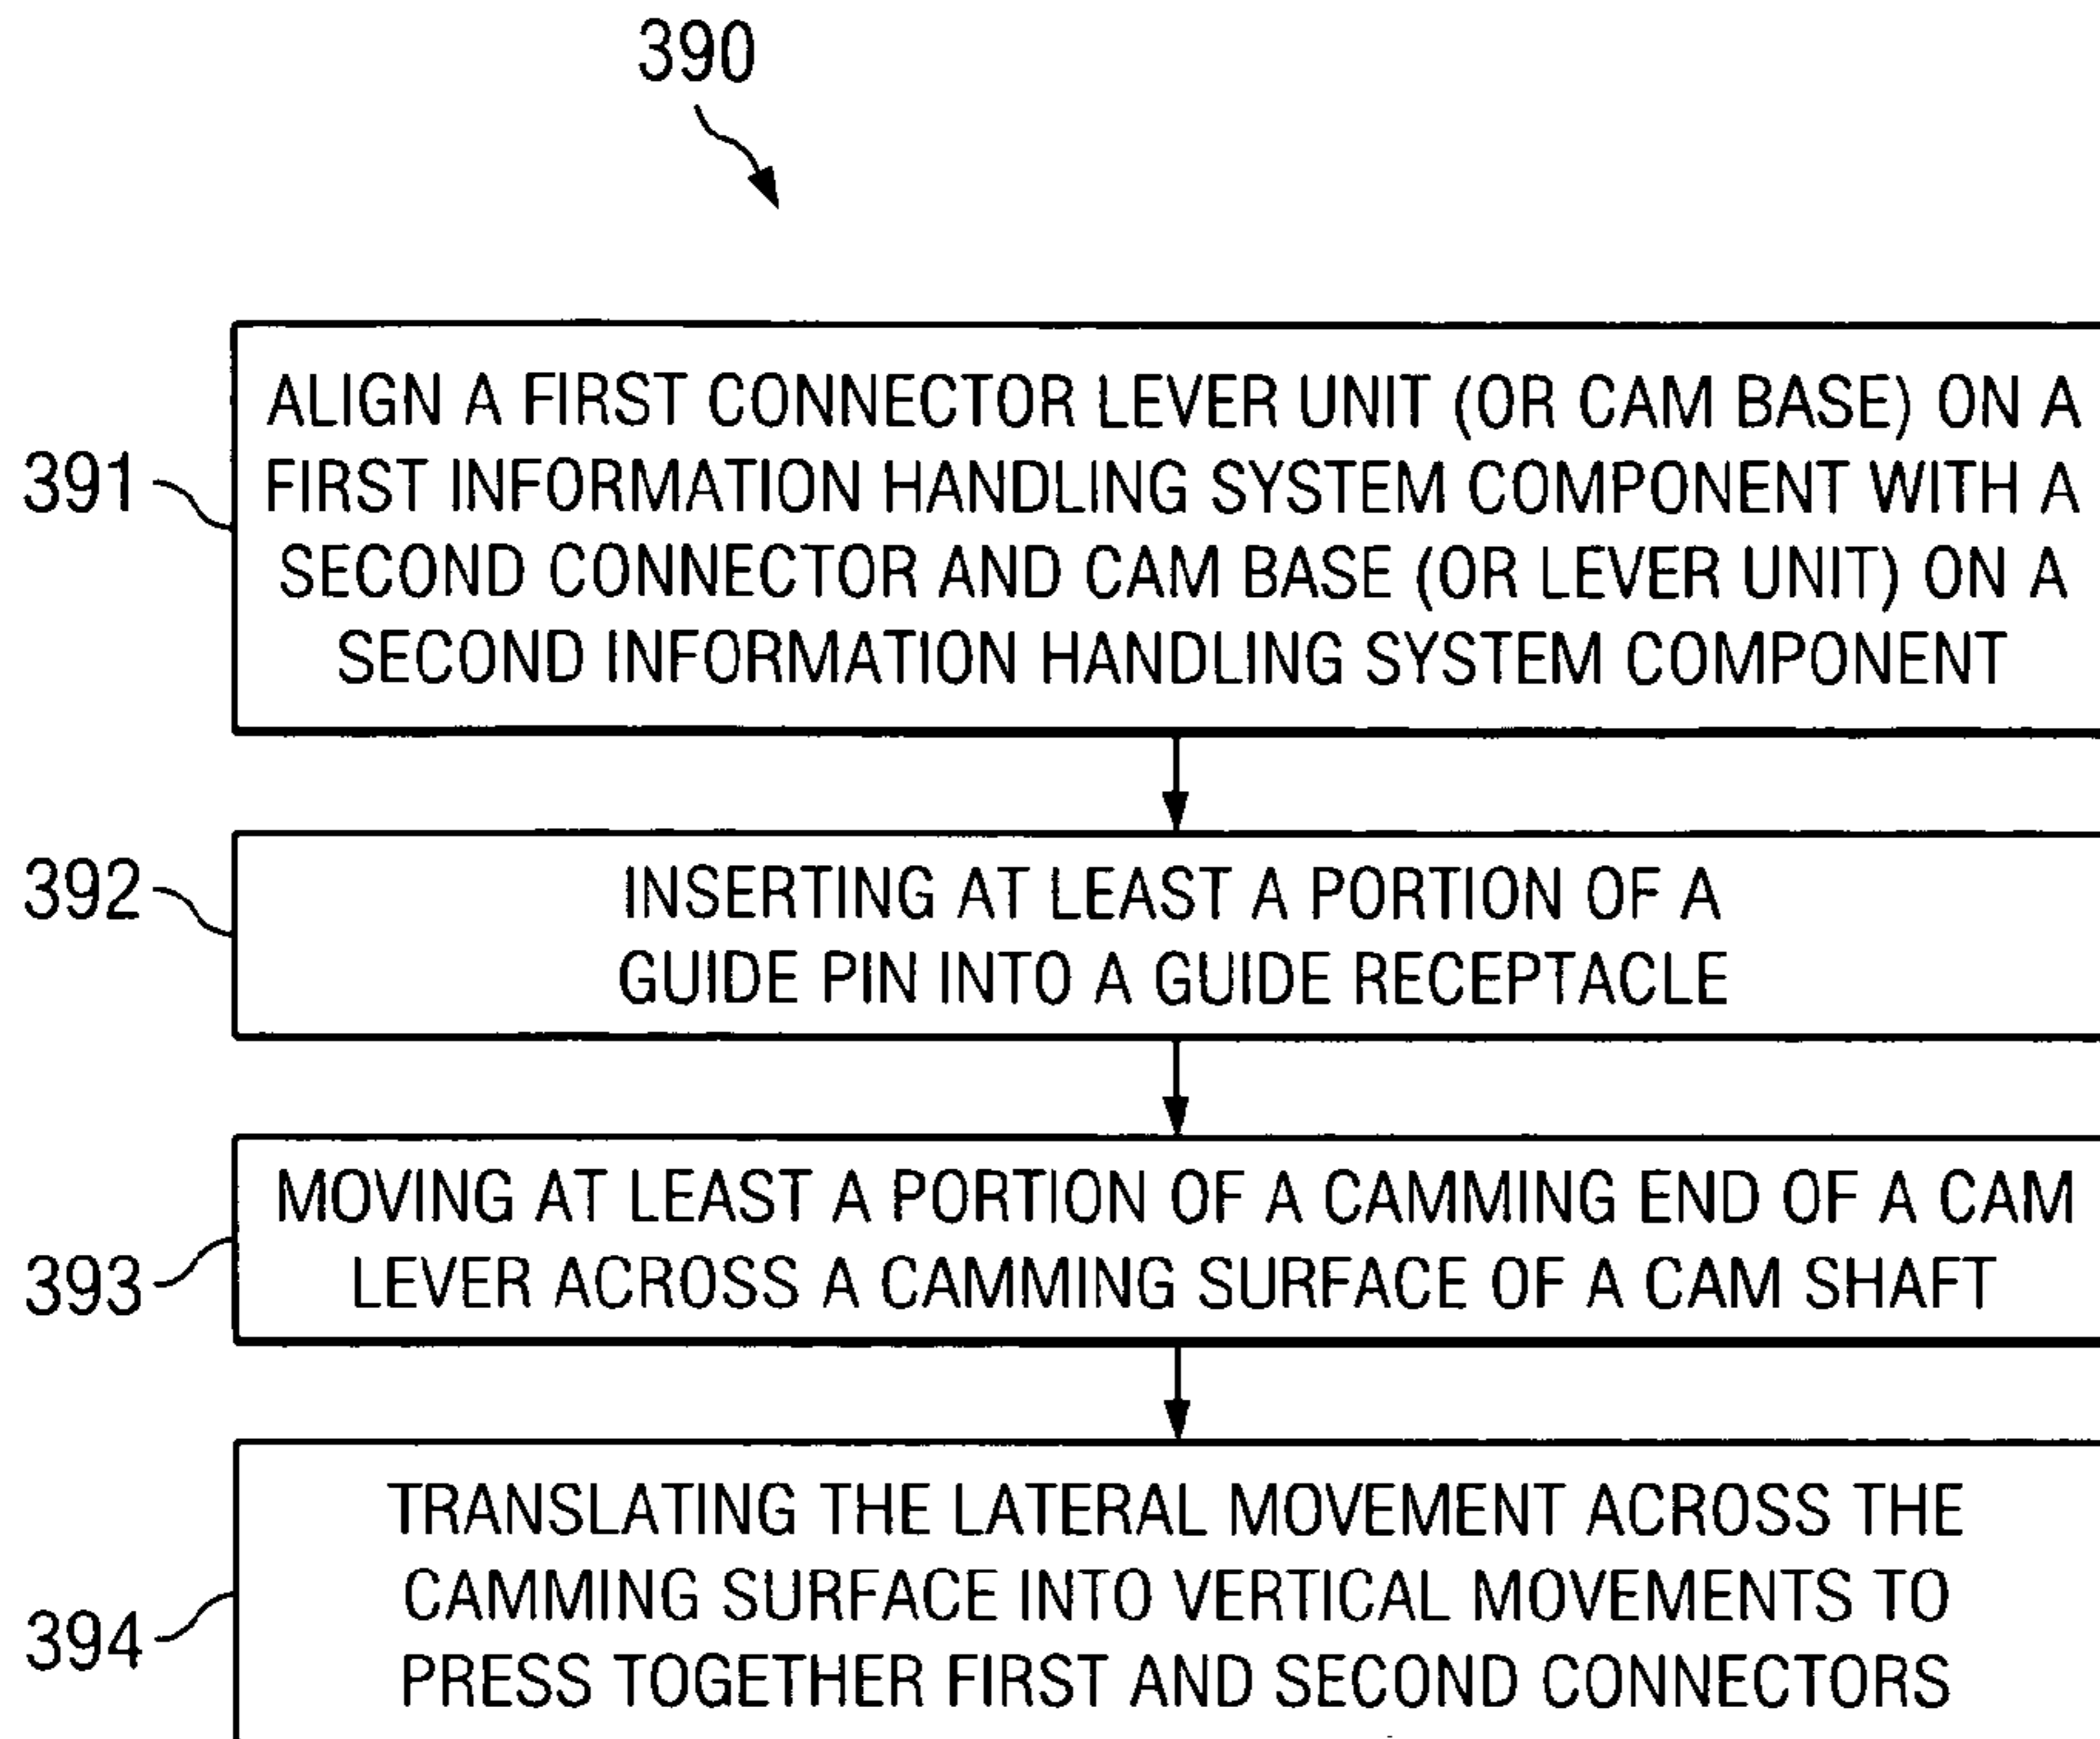 390
391
ALIGN A FIRST CONNECTOR LEVER UNIT (OR CAM BASE) ON A
FIRST INFORMATION HANDLING SYSTEM COMPONENT WITH A
SECOND CONNECTOR AND CAM BASE (OR LEVER UNIT) ON A
SECOND INFORMATION HANDLING SYSTEM COMPONENT
392
INSERTING AT LEAST A PORTION OF A
GUIDE PIN INTO A GUIDE RECEPTACLE
393
MOVING AT LEAST A PORTION OF A CAMMING END OF A CAM
LEVER ACROSS A CAMMING SURFACE OF A CAM SHAFT
394
TRANSLATING THE LATERAL MOVEMENT ACROSS THE
CAMMING SURFACE INTO VERTICAL MOVEMENTS TO
PRESS TOGETHER FIRST AND SECOND CONNECTORS